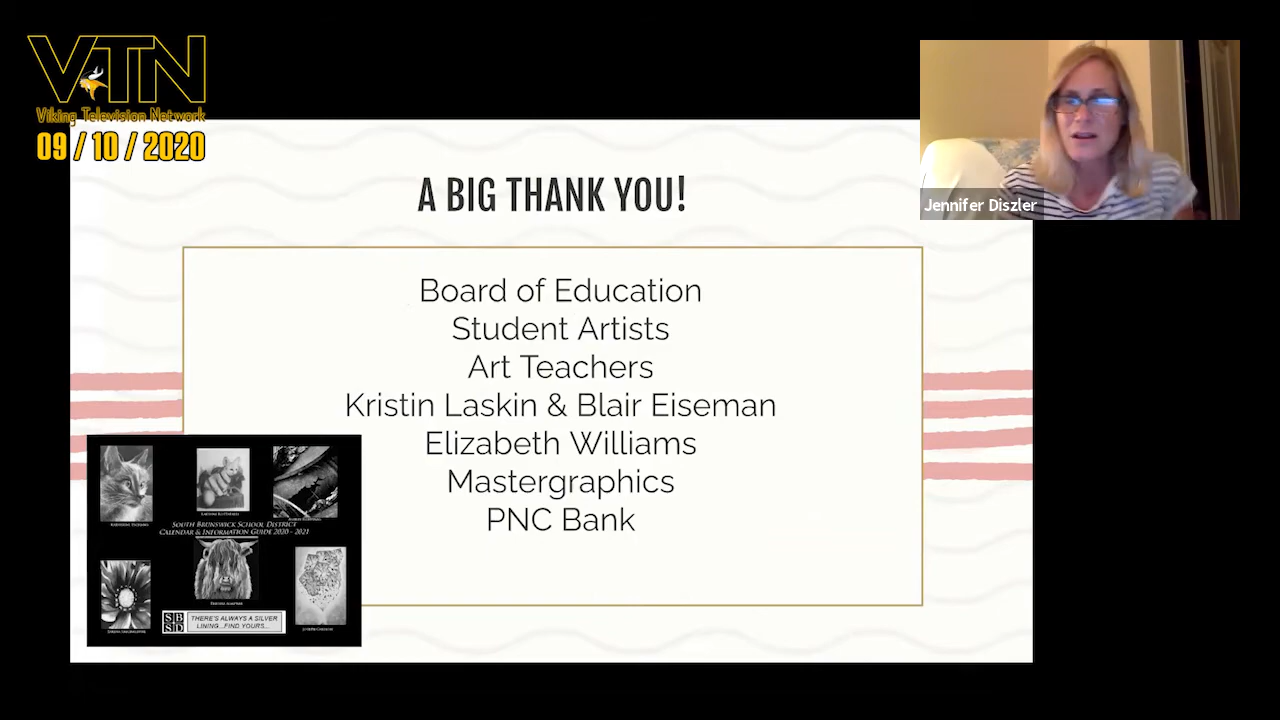 VTN
Viking Television Network
09 / 10 / 2020
Jennifer Diszler
A BIG THANK YOU!
Board of Education
Student Artists
Art Teachers
Kristin Laskin & Blair Eiseman
Elizabeth Williams
Mastergraphics
PNC Bank
SOUTH BRUNSWICK SCHOOL DISTRICT
CALENDAR & INFORMATION GUIDE 2020 - 2021
SB
SD
THERE'S ALWAYS A SILVER
LINING...FIND YOURS...